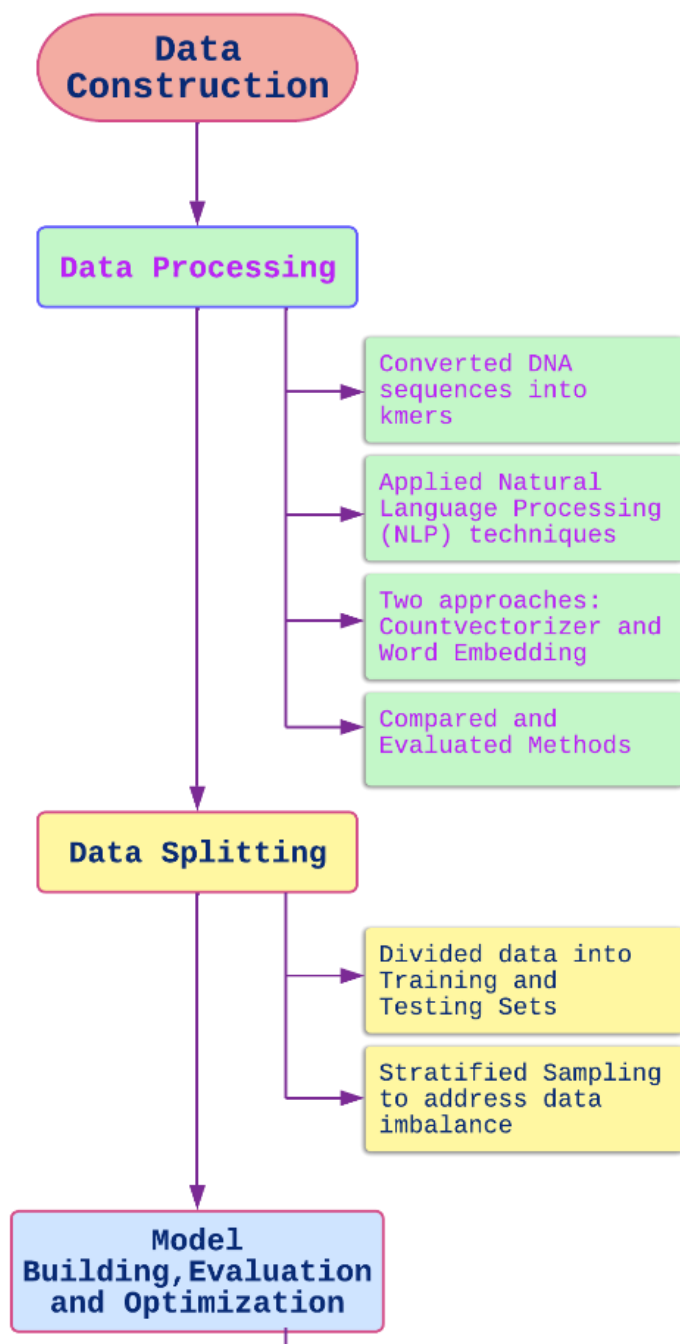 Data
Construction
Data Processing
Converted DNA
sequences into
kmers
Applied Natural
Language Processing
(NLP) techniques
Two approaches:
Countvectorizer and
Word Embedding
Compared and
Evaluated Methods
Data Splitting
Divided data into
Training and
Testing Sets
Stratified Sampling
to address data
imbalance
Model
Building,Evaluation
and Optimization